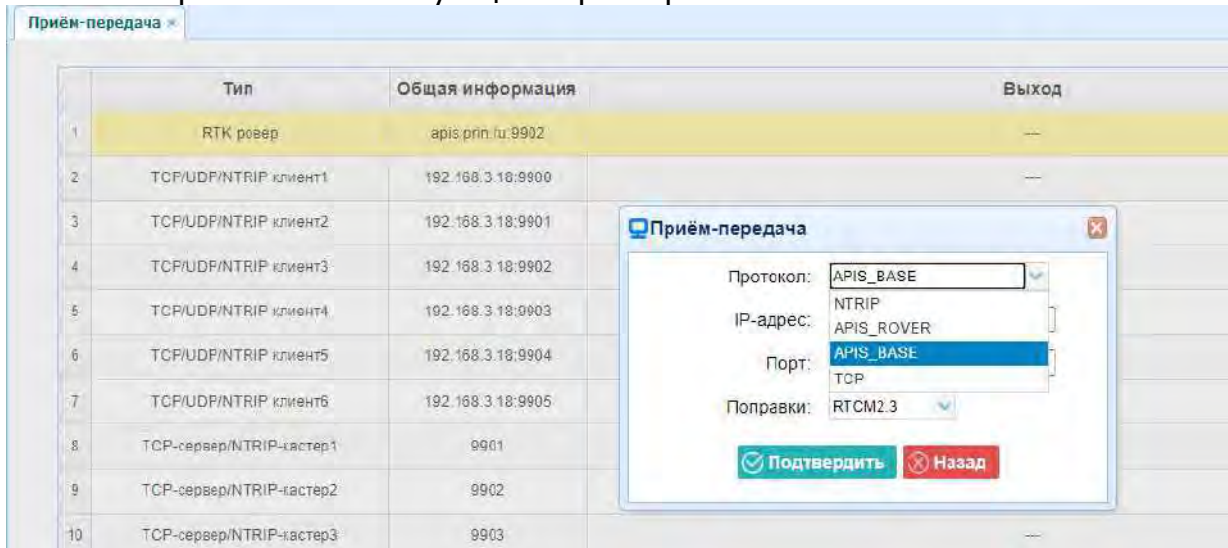 Приём-передача
Тип Общая информация Выход
1 RTK ровер apis.prin.ru:9902 —
2 TCP/UDP/NTRIP клиент1 192.168.3.18:9900 —
3 TCP/UDP/NTRIP клиент2 192.168.3.18:9901
4 TCP/UDP/NTRIP клиент3 192.168.3.18:9902
5 TCP/UDP/NTRIP клиент4 192.168.3.18:9903
6 TCP/UDP/NTRIP клиент5 192.168.3.18:9904
7 TCP/UDP/NTRIP клиент6 192.168.3.18:9905
8 TCP-сервер/NTRIP-кастер1 9901
9 TCP-сервер/NTRIP-кастер2 9902
10 TCP-сервер/NTRIP-кастер3 9903 —
Приём-передача
Протокол: APIS_BASE
NTRIP
IP-адрес: APIS_ROVER
Порт: APIS_BASE
TCP
Поправки: RTCM2.3
Подтвердить Назад